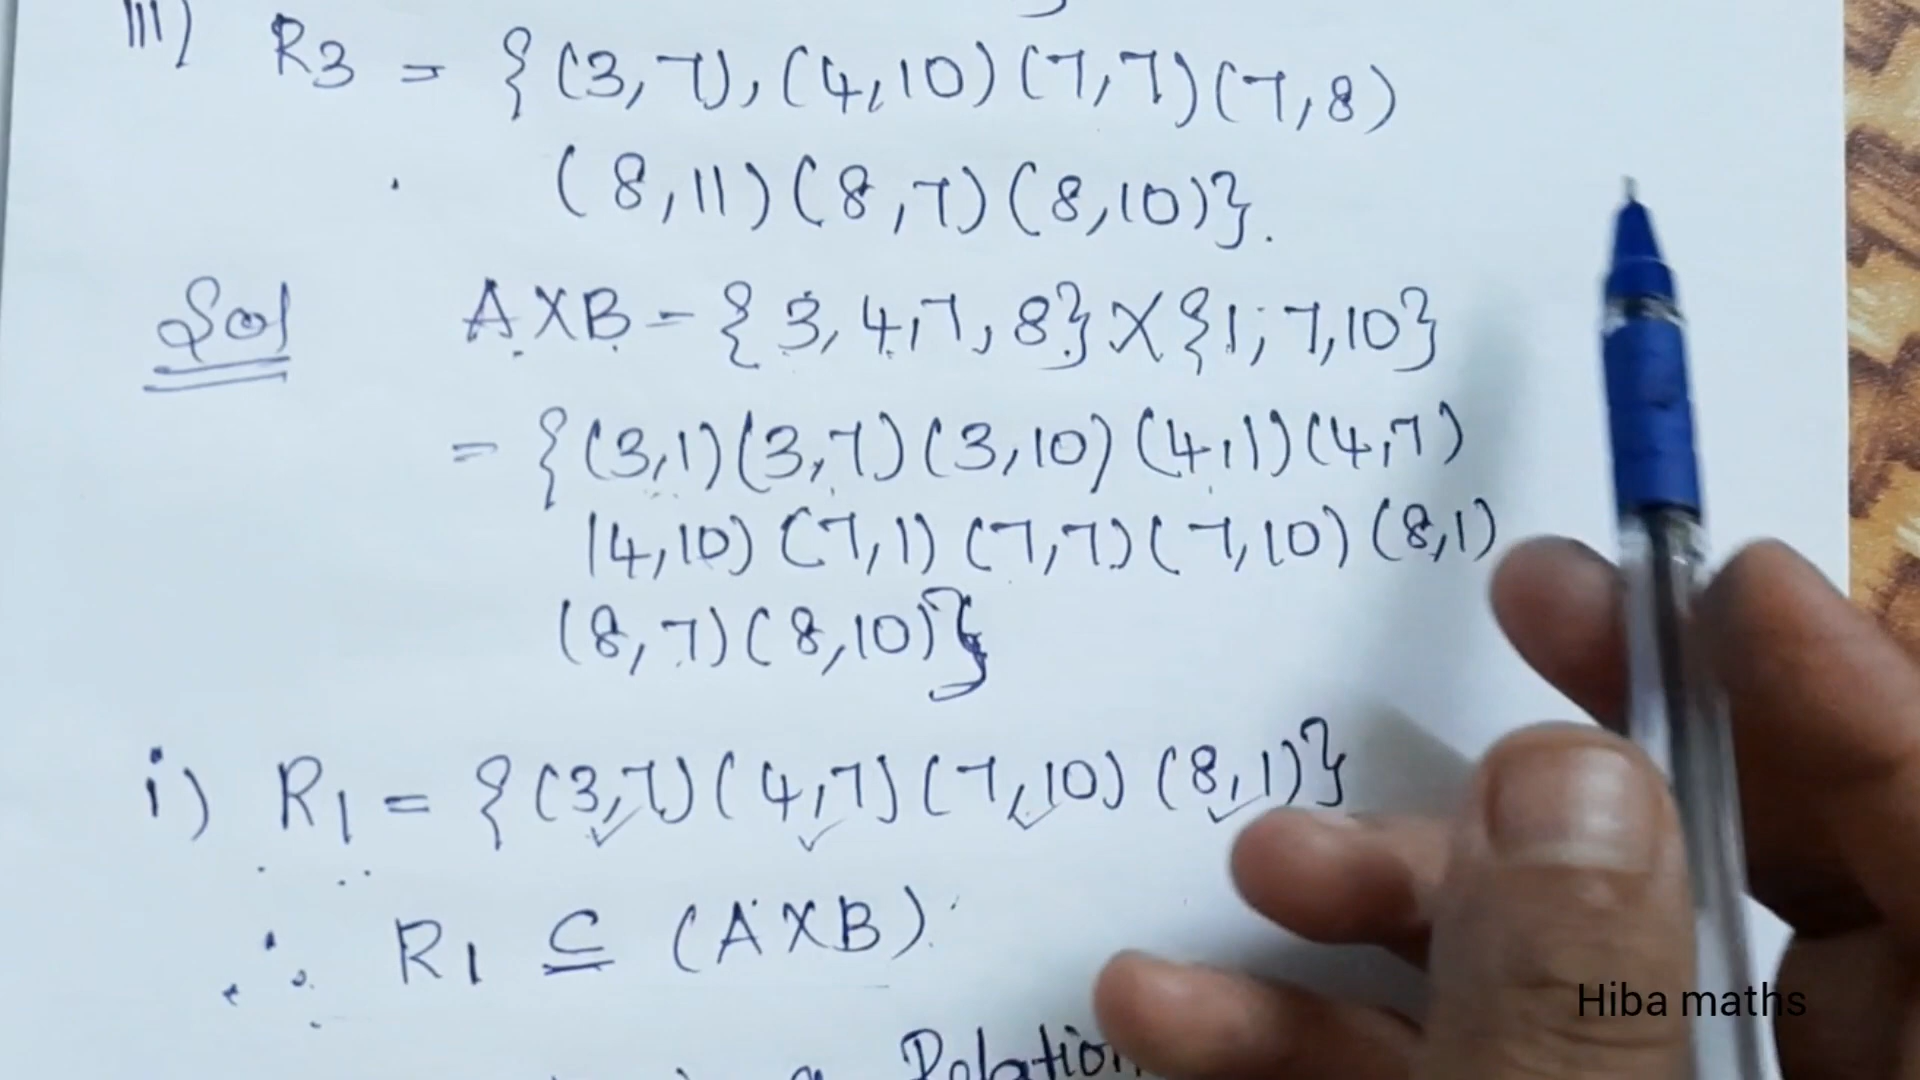 iii) R3 = {(3,7),(4,10)(7,7)(7,8)
(8,11)(8,7)(8,10)}.
Sol A×B = {3,4,7,8}×{1,7,10}
= {(3,1)(3,7)(3,10)(4,1)(4,7)
(4,10)(7,1)(7,7)(7,10)(8,1)
(8,7)(8,10)}
i) R1 = {(3,7)(4,7)(7,10)(8,1)}
∴ R1 ⊆ (A×B).
a Relation
Hiba maths